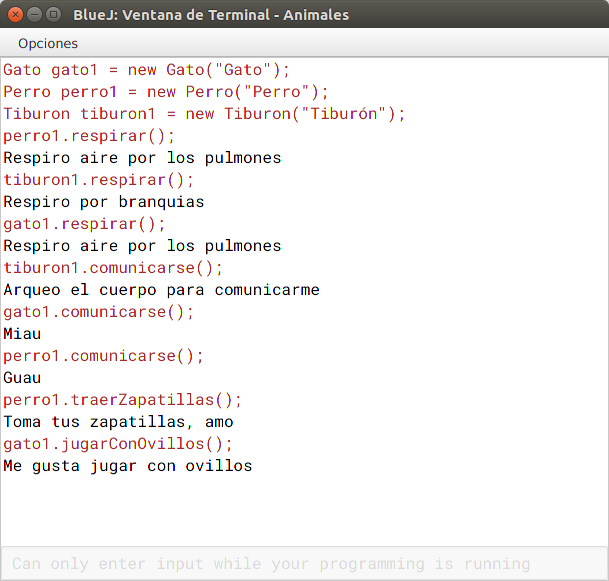 BlueJ: Ventana de Terminal - Animales
Opciones
Gato gato1 = new Gato("Gato");
Perro perro1 = new Perro("Perro");
Tiburon tiburon1 = new Tiburon("Tiburón");
perro1.respirar();
Respiro aire por los pulmones
tiburon1.respirar();
Respiro por branquias
gato1.respirar();
Respiro aire por los pulmones
tiburon1.comunicarse();
Arqueo el cuerpo para comunicarme
gato1.comunicarse();
Miau
perro1.comunicarse();
Guau
perro1.traerZapatillas();
Toma tus zapatillas, amo
gato1.jugarConOvillos();
Me gusta jugar con ovillos
Can only enter input while your programming is running